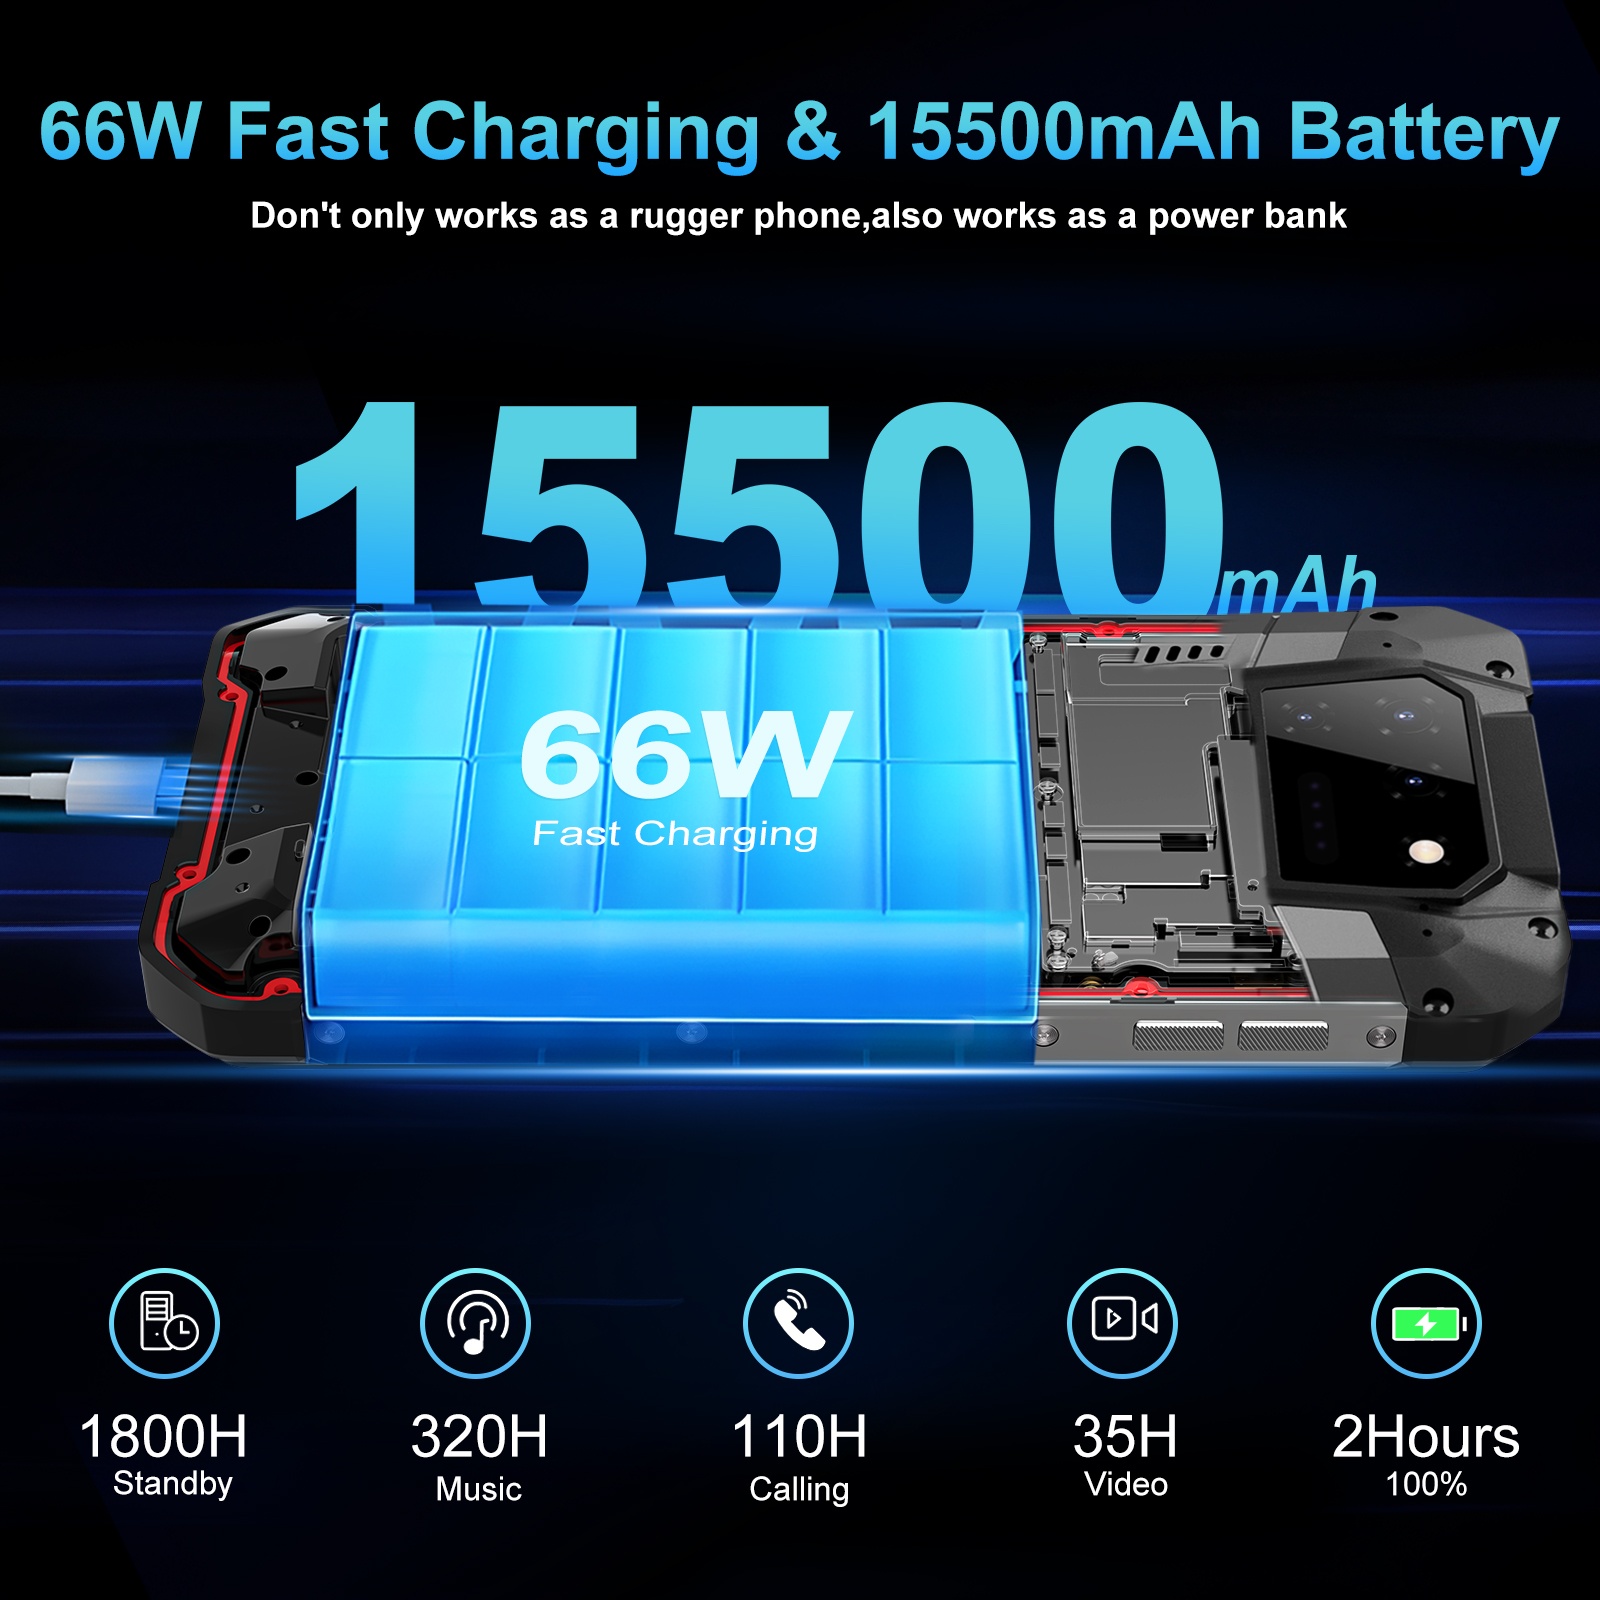 66W Fast Charging & 15500mAh Battery
Don't only works as a rugger phone,also works as a power bank
15500mAh
66W
Fast Charging
1800H
Standby
320H
Music
110H
Calling
35H
Video
2Hours
100%